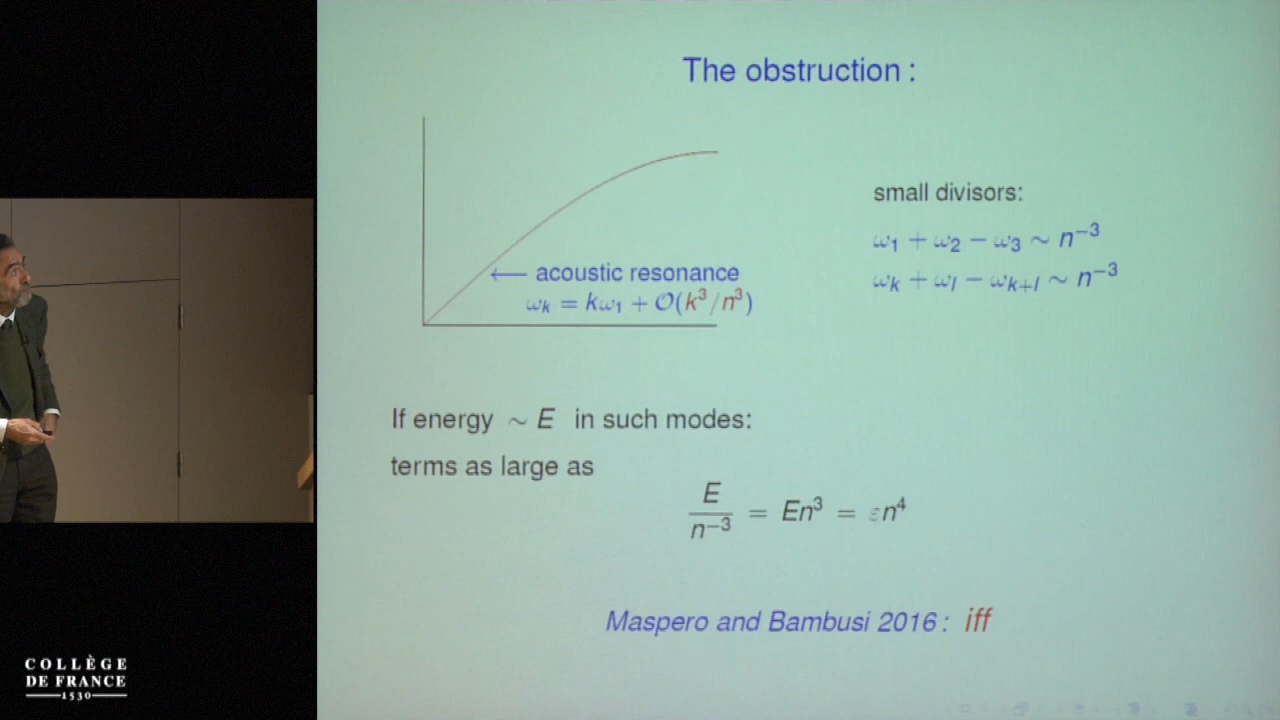 The obstruction :
small divisors:
ω₁ + ω₂ − ω₃ ∼ n⁻³
ωₖ + ωₗ − ωₖ₊ₗ ∼ n⁻³
⟵ acoustic resonance
ωₖ = kω₁ + O(k³/n³)
If energy ∼ E in such modes:
terms as large as
E / n⁻³ = En³ = εn⁴
Maspero and Bambusi 2016 : iff
COLLÈGE
DE FRANCE
1530